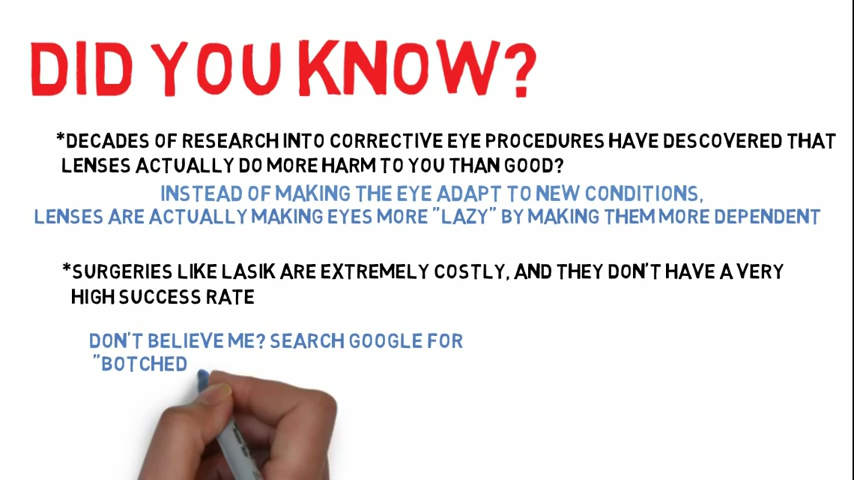 DID YOU KNOW?
*DECADES OF RESEARCH INTO CORRECTIVE EYE PROCEDURES HAVE DESCOVERED THAT
LENSES ACTUALLY DO MORE HARM TO YOU THAN GOOD?
INSTEAD OF MAKING THE EYE ADAPT TO NEW CONDITIONS,
LENSES ARE ACTUALLY MAKING EYES MORE "LAZY" BY MAKING THEM MORE DEPENDENT
*SURGERIES LIKE LASIK ARE EXTREMELY COSTLY, AND THEY DON'T HAVE A VERY
HIGH SUCCESS RATE
DON'T BELIEVE ME? SEARCH GOOGLE FOR
"BOTCHED